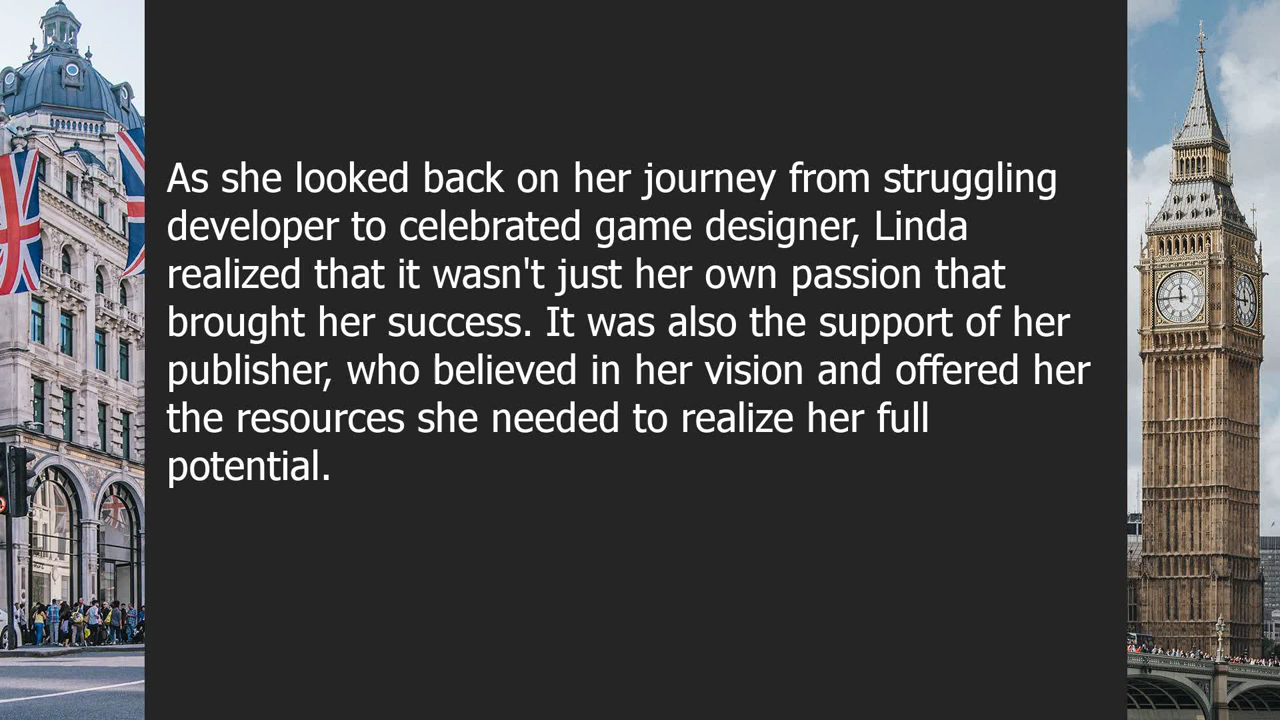 As she looked back on her journey from struggling
developer to celebrated game designer, Linda
realized that it wasn't just her own passion that
brought her success. It was also the support of her
publisher, who believed in her vision and offered her
the resources she needed to realize her full
potential.